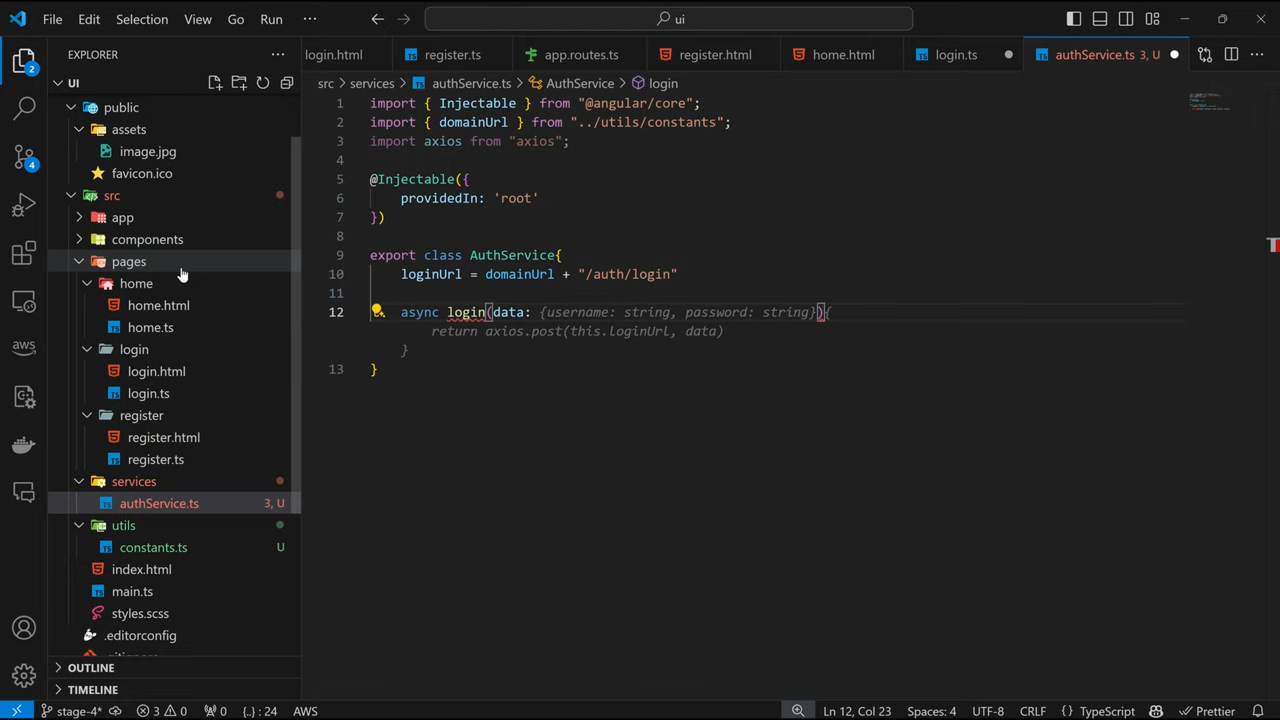 File Edit Selection View Go Run ··· ui
EXPLORER ···
login.html register.ts app.routes.ts register.html home.html login.ts authService.ts 3, U ···
UI
src > services > authService.ts > AuthService > login
public
assets
image.jpg
favicon.ico
src
app
components
pages
home
home.html
home.ts
login
login.html
login.ts
register
register.html
register.ts
services
authService.ts 3, U
utils
constants.ts U
index.html
main.ts
styles.scss
.editorconfig
OUTLINE
TIMELINE
1 import { Injectable } from "@angular/core";
2 import { domainUrl } from "../utils/constants";
3 import axios from "axios";
4
5 @Injectable({
6 providedIn: 'root'
7 })
8
9 export class AuthService{
10 loginUrl = domainUrl + "/auth/login"
11
12 async login(data: {username: string, password: string}){
return axios.post(this.loginUrl, data)
}
13 }
2
4
aws
stage-4* 3 0 0 {..} : 24 AWS Ln 12, Col 23 Spaces: 4 UTF-8 CRLF { } TypeScript Prettier